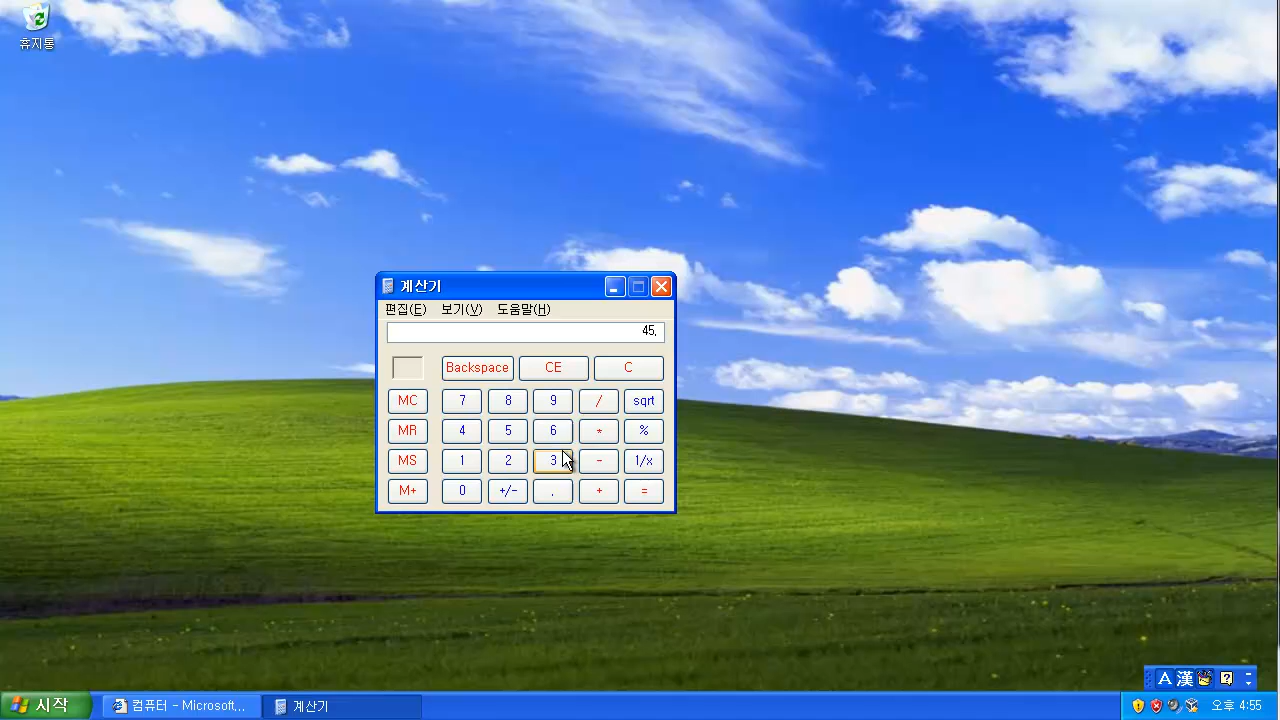 휴지통
계산기
편집(E) 보기(V) 도움말(H)
45,
Backspace CE C
MC 7 8 9 / sqrt
MR 4 5 6 * %
MS 1 2 3 - 1/x
M+ 0 +/- , + =
A 漢
시작 컴퓨터 - Microsoft... 계산기 오후 4:55